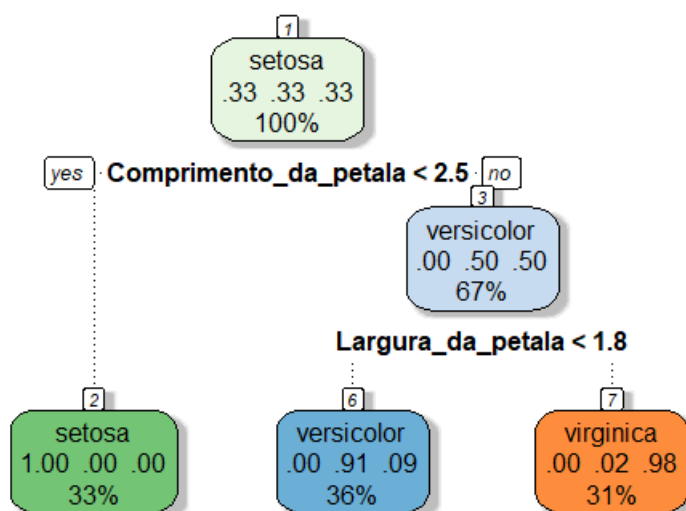 1
setosa
.33 .33 .33
100%
yes Comprimento_da_petala < 2.5 no
3
versicolor
.00 .50 .50
67%
Largura_da_petala < 1.8
2
setosa
1.00 .00 .00
33%
6
versicolor
.00 .91 .09
36%
7
virginica
.00 .02 .98
31%